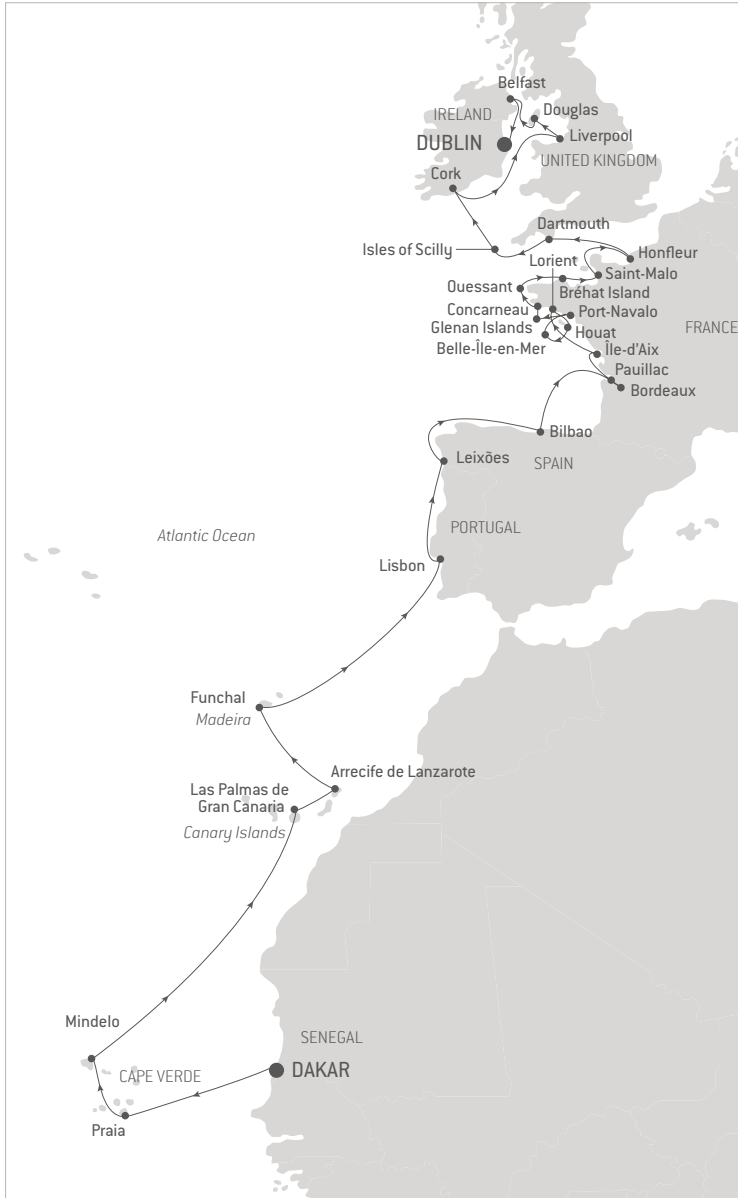 Belfast
Douglas
IRELAND
DUBLIN
Liverpool
UNITED KINGDOM
Cork
Dartmouth
Isles of Scilly
Honfleur
Lorient
Saint-Malo
Ouessant
Bréhat Island
Concarneau
Port-Navalo
Glenan Islands
FRANCE
Houat
Belle-Île-en-Mer
Île-d'Aix
Pauillac
Bordeaux
Bilbao
Leixões
SPAIN
PORTUGAL
Atlantic Ocean
Lisbon
Funchal
Madeira
Arrecife de Lanzarote
Las Palmas de
Gran Canaria
Canary Islands
Mindelo
SENEGAL
CAPE VERDE
DAKAR
Praia